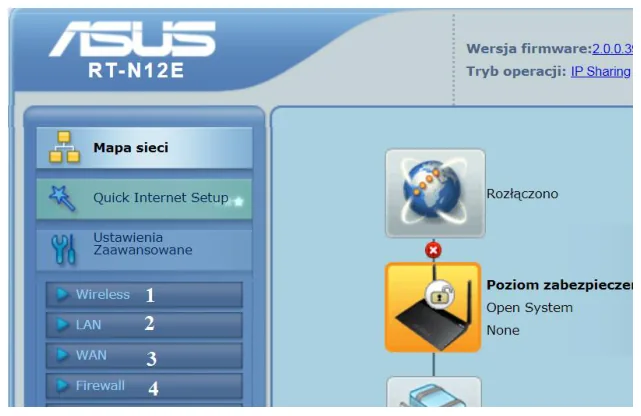 ASUS
RT-N12E
Wersja firmware:2.0.0.39
Tryb operacji: IP Sharing
Mapa sieci
Quick Internet Setup
Ustawienia
Zaawansowane
Wireless 1
LAN 2
WAN 3
Firewall 4
Rozłączono
Poziom zabezpieczeń
Open System
None